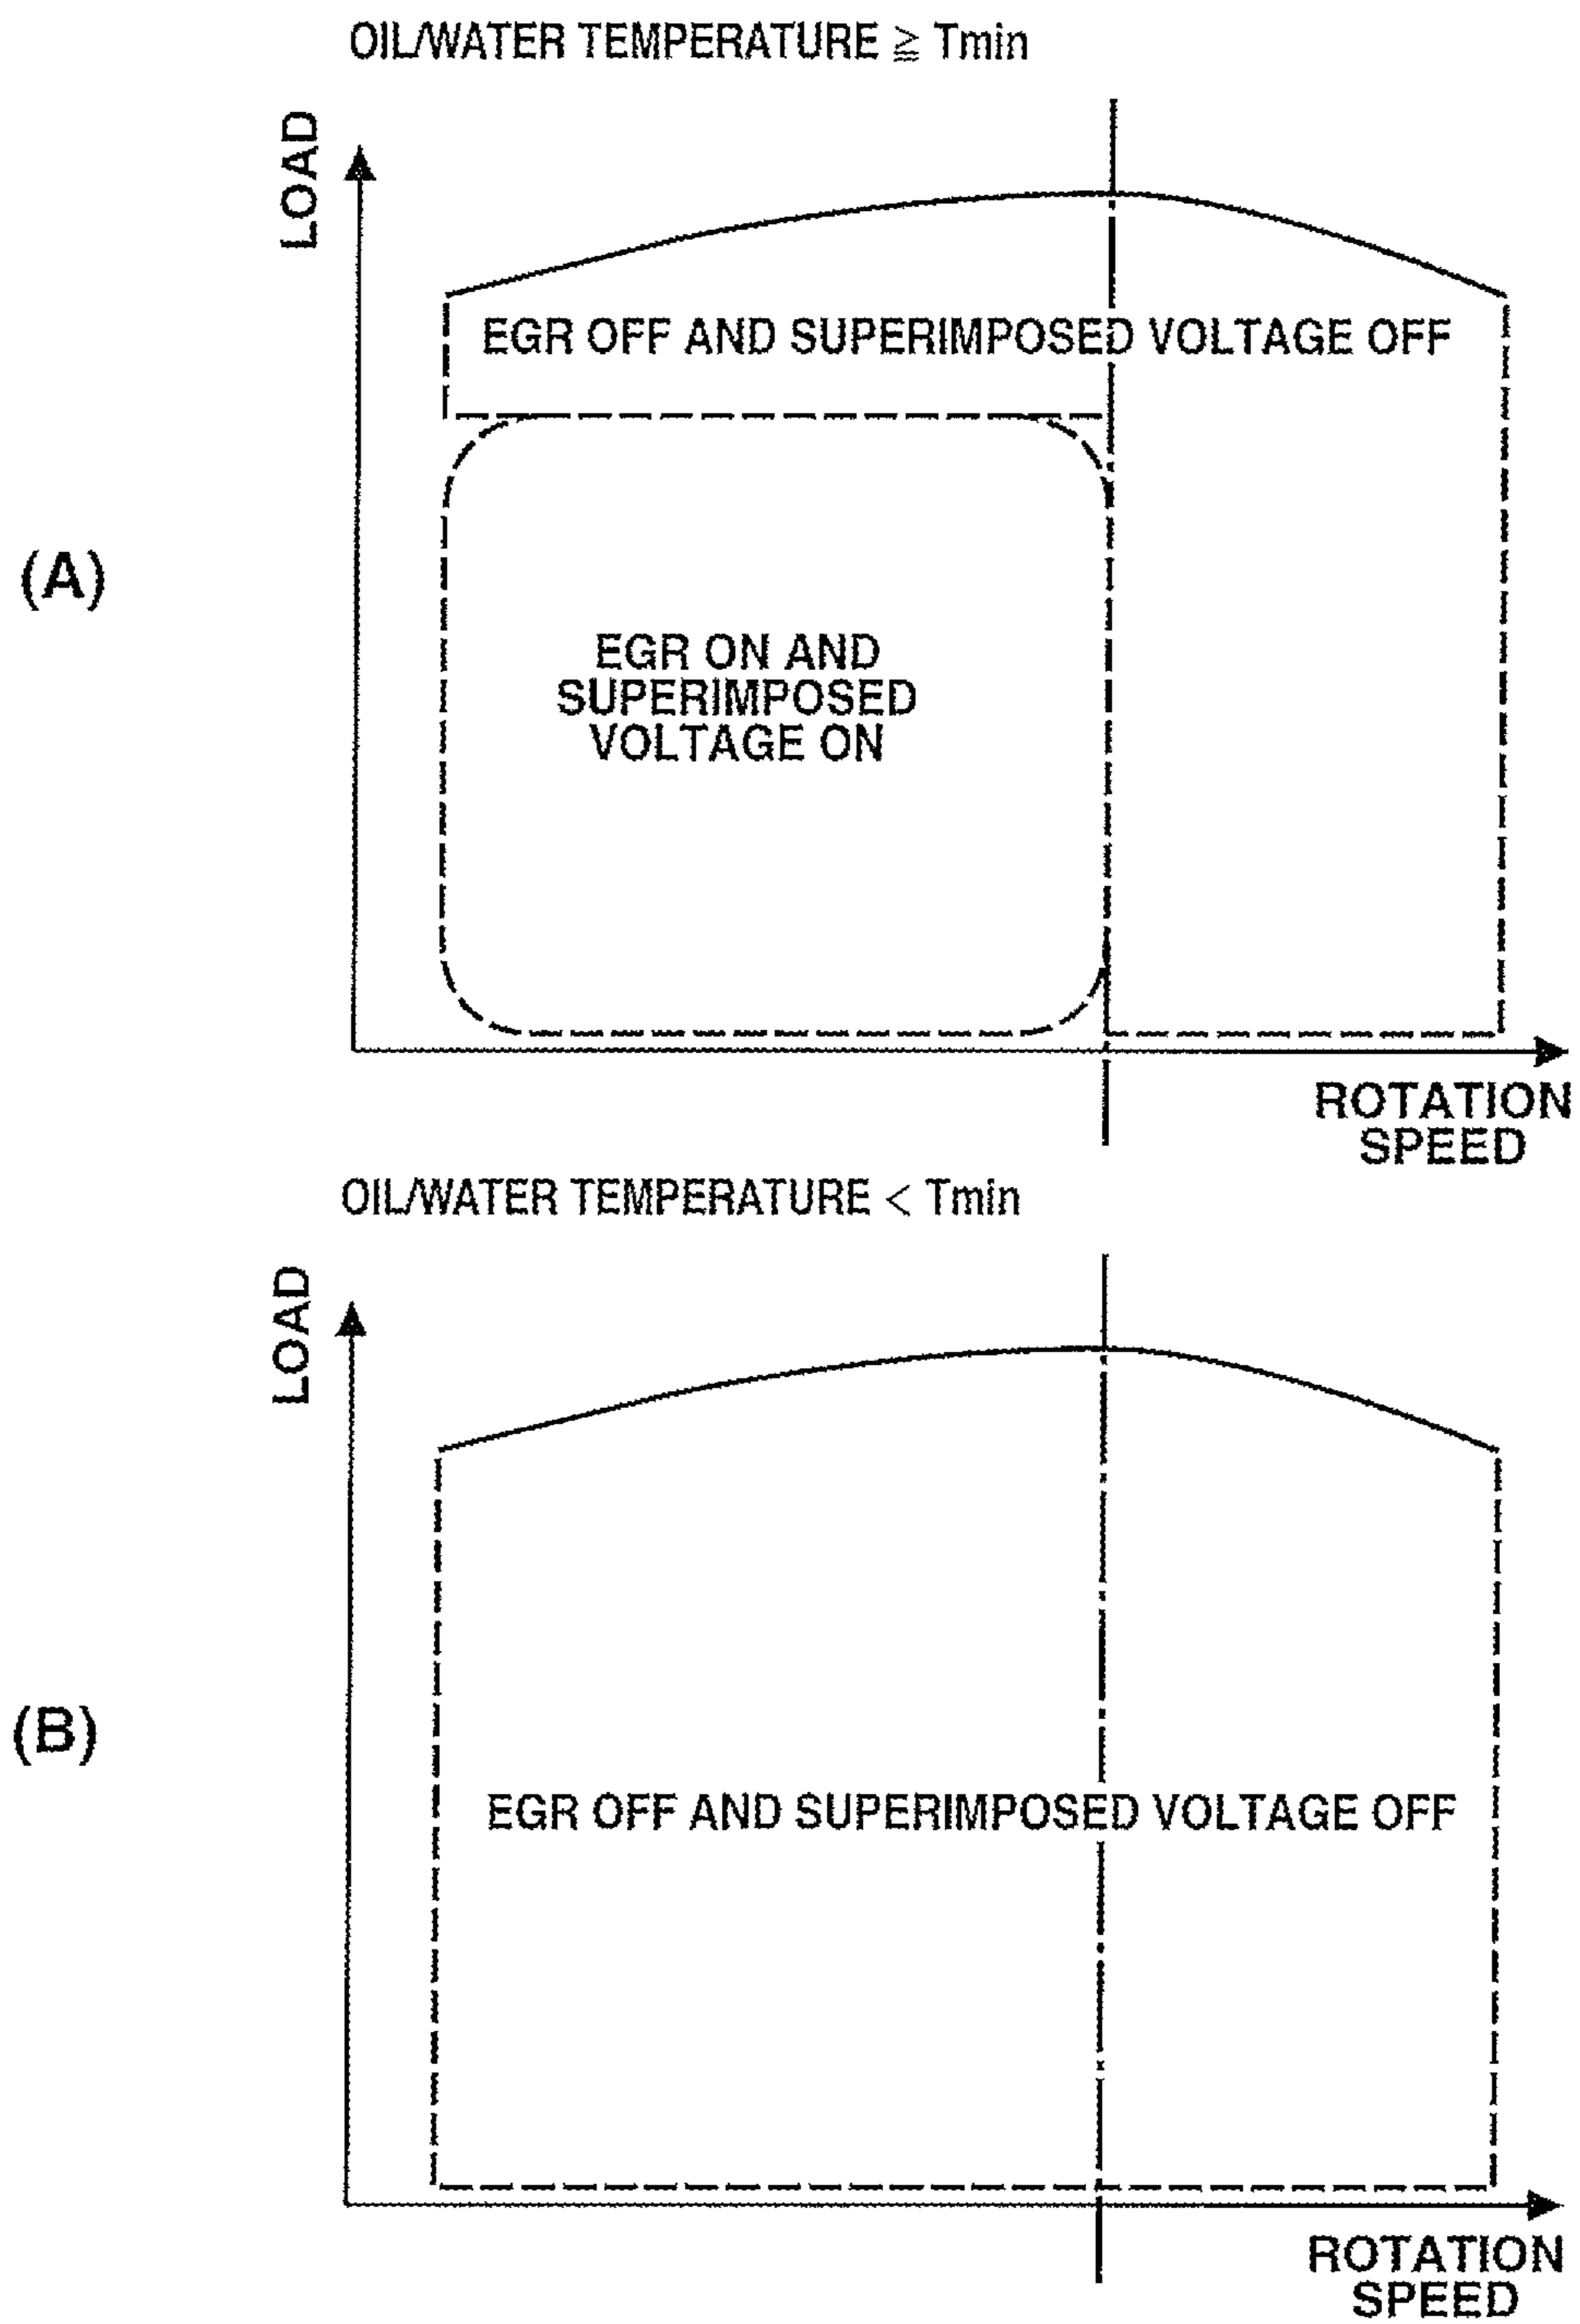 OIL/WATER TEMPERATURE ≧ Tmin
LOAD
EGR OFF AND SUPERIMPOSED VOLTAGE OFF
(A)
EGR ON AND
SUPERIMPOSED
VOLTAGE ON
ROTATION
SPEED
OIL/WATER TEMPERATURE < Tmin
LOAD
(B)
EGR OFF AND SUPERIMPOSED VOLTAGE OFF
ROTATION
SPEED